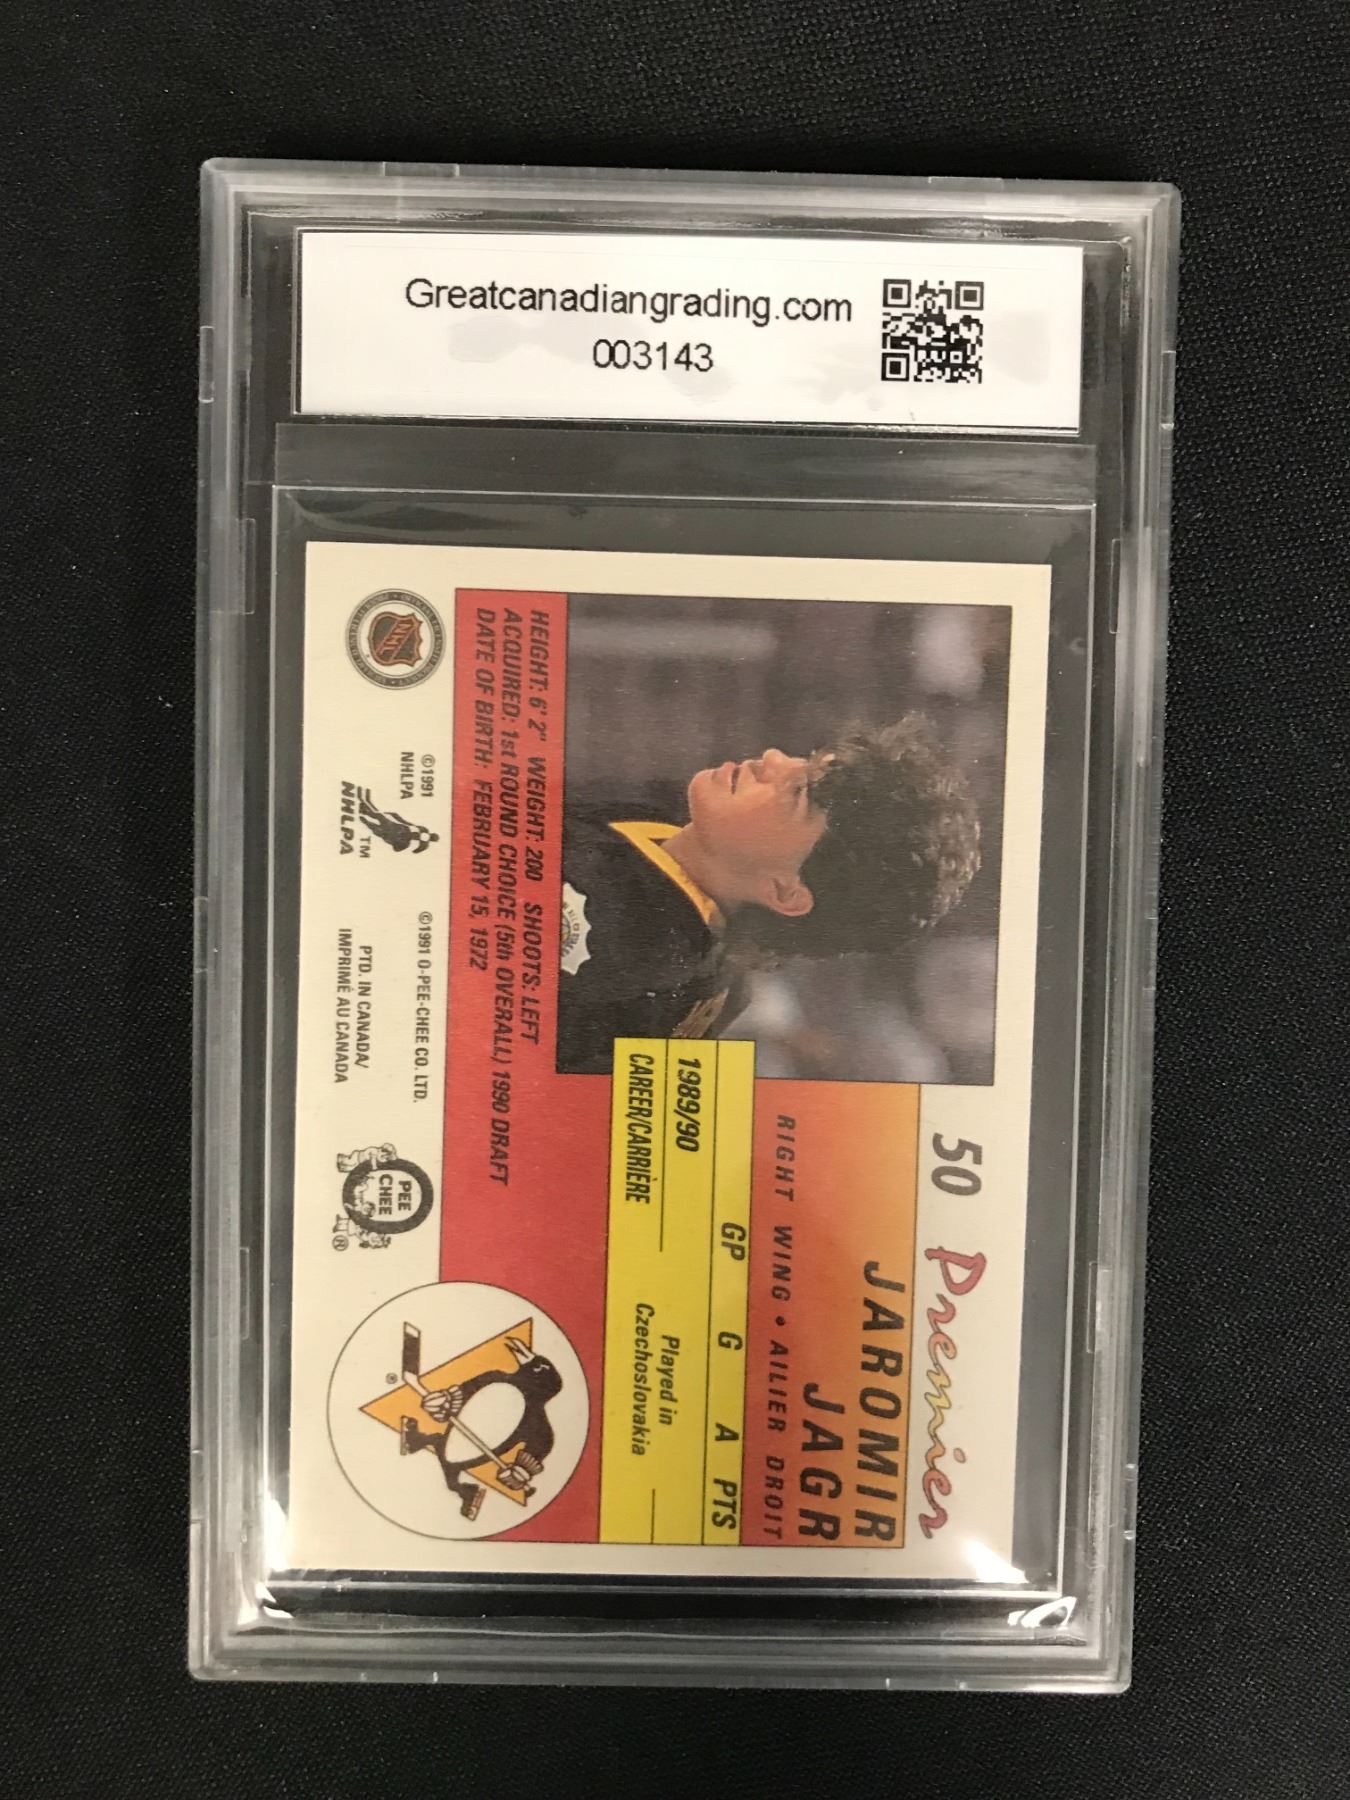 Greatcanadiangrading.com
003143
50 Premier
JAROMIR
JAGR
RIGHT WING • AILIER DROIT
GP G A PTS
1989/90 Played in
CAREER/CARRIÈRE Czechoslovakia
HEIGHT: 6' 2" WEIGHT: 200 SHOOTS: LEFT
ACQUIRED: 1st ROUND CHOICE (5th OVERALL) 1990 DRAFT
DATE OF BIRTH: FEBRUARY 15, 1972
NHL
©1991
NHLPA
NHLPA™
©1991 O-PEE-CHEE CO. LTD.
PTD. IN CANADA/
IMPRIMÉ AU CANADA
O PEE
CHEE
®
®